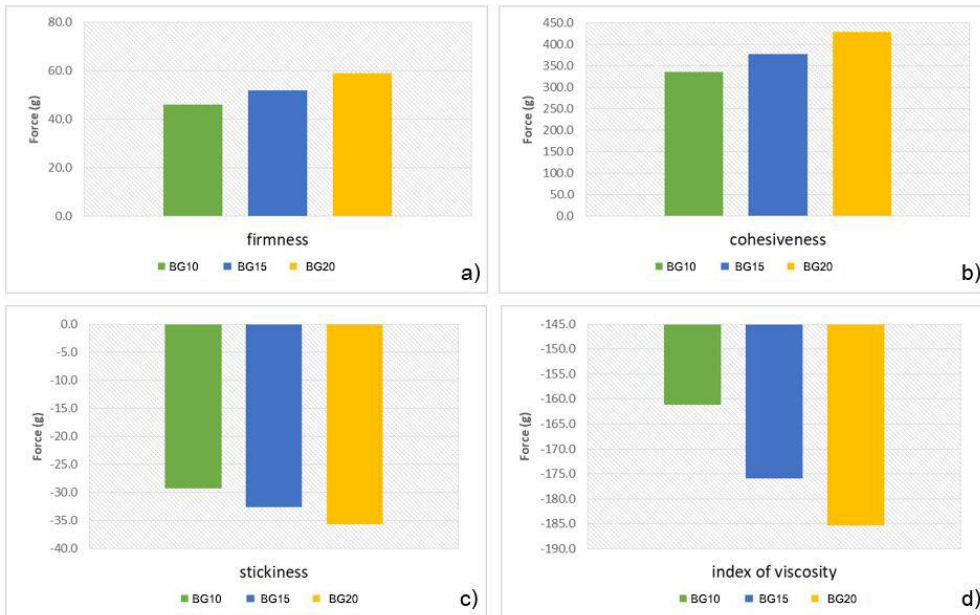 80.0
60.0
40.0
20.0
0.0
Force (g)
firmness
BG10 BG15 BG20
a)
450.0
400.0
350.0
300.0
250.0
200.0
150.0
100.0
50.0
0.0
Force (g)
cohesiveness
BG10 BG15 BG20
b)
0.0
-5.0
-10.0
-15.0
-20.0
-25.0
-30.0
-35.0
-40.0
Force (g)
stickiness
BG10 BG15 BG20
c)
-145.0
-150.0
-155.0
-160.0
-165.0
-170.0
-175.0
-180.0
-185.0
-190.0
Force (g)
index of viscosity
BG10 BG15 BG20
d)